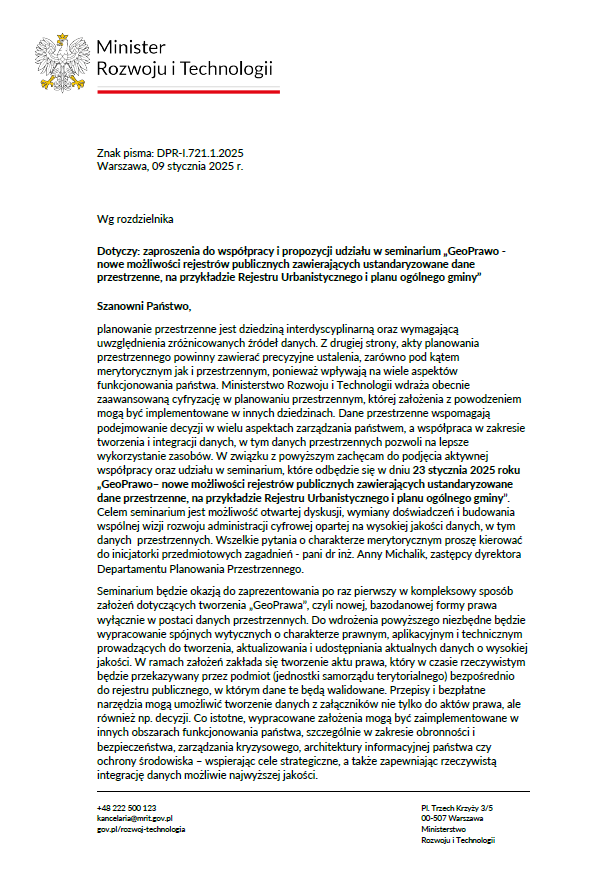 Minister
Rozwoju i Technologii
Znak pisma: DPR-I.721.1.2025
Warszawa, 09 stycznia 2025 r.
Wg rozdzielnika
Dotyczy: zaproszenia do współpracy i propozycji udziału w seminarium „GeoPrawo -
nowe możliwości rejestrów publicznych zawierających ustandaryzowane dane
przestrzenne, na przykładzie Rejestru Urbanistycznego i planu ogólnego gminy”
Szanowni Państwo,
planowanie przestrzenne jest dziedziną interdyscyplinarną oraz wymagającą
uwzględnienia zróżnicowanych źródeł danych. Z drugiej strony, akty planowania
przestrzennego powinny zawierać precyzyjne ustalenia, zarówno pod kątem
merytorycznym jak i przestrzennym, ponieważ wpływają na wiele aspektów
funkcjonowania państwa. Ministerstwo Rozwoju i Technologii wdraża obecnie
zaawansowaną cyfryzację w planowaniu przestrzennym, której założenia z powodzeniem
mogą być implementowane w innych dziedzinach. Dane przestrzenne wspomagają
podejmowanie decyzji w wielu aspektach zarządzania państwem, a współpraca w zakresie
tworzenia i integracji danych, w tym danych przestrzennych pozwoli na lepsze
wykorzystanie zasobów. W związku z powyższym zachęcam do podjęcia aktywnej
współpracy oraz udziału w seminarium, które odbędzie się w dniu 23 stycznia 2025 roku
„GeoPrawo– nowe możliwości rejestrów publicznych zawierających ustandaryzowane
dane przestrzenne, na przykładzie Rejestru Urbanistycznego i planu ogólnego gminy”.
Celem seminarium jest możliwość otwartej dyskusji, wymiany doświadczeń i budowania
wspólnej wizji rozwoju administracji cyfrowej opartej na wysokiej jakości danych, w tym
danych przestrzennych. Wszelkie pytania o charakterze merytorycznym proszę kierować
do inicjatorki przedmiotowych zagadnień - pani dr inż. Anny Michalik, zastępcy dyrektora
Departamentu Planowania Przestrzennego.
Seminarium będzie okazją do zaprezentowania po raz pierwszy w kompleksowy sposób
założeń dotyczących tworzenia „GeoPrawa”, czyli nowej, bazodanowej formy prawa
wyłącznie w postaci danych przestrzennych. Do wdrożenia powyższego niezbędne będzie
wypracowanie spójnych wytycznych o charakterze prawnym, aplikacyjnym i technicznym
prowadzących do tworzenia, aktualizowania i udostępniania aktualnych danych o wysokiej
jakości. W ramach założeń zakłada się tworzenie aktu prawa, który w czasie rzeczywistym
będzie przekazywany przez podmiot (jednostki samorządu terytorialnego) bezpośrednio
do rejestru publicznego, w którym dane te będą walidowane. Przepisy i bezpłatne
narzędzia mogą umożliwić tworzenie danych z załączników nie tylko do aktów prawa, ale
również np. decyzji. Co istotne, wypracowane założenia mogą być zaimplementowane w
innych obszarach funkcjonowania państwa, szczególnie w zakresie obronności i
bezpieczeństwa, zarządzania kryzysowego, architektury informacyjnej państwa czy
ochrony środowiska – wspierając cele strategiczne, a także zapewniając rzeczywistą
integrację danych możliwie najwyższej jakości.
+48 222 500 123
kancelaria@mrit.gov.pl
gov.pl/rozwoj-technologia
Pl. Trzech Krzyży 3/5
00-507 Warszawa
Ministerstwo
Rozwoju i Technologii